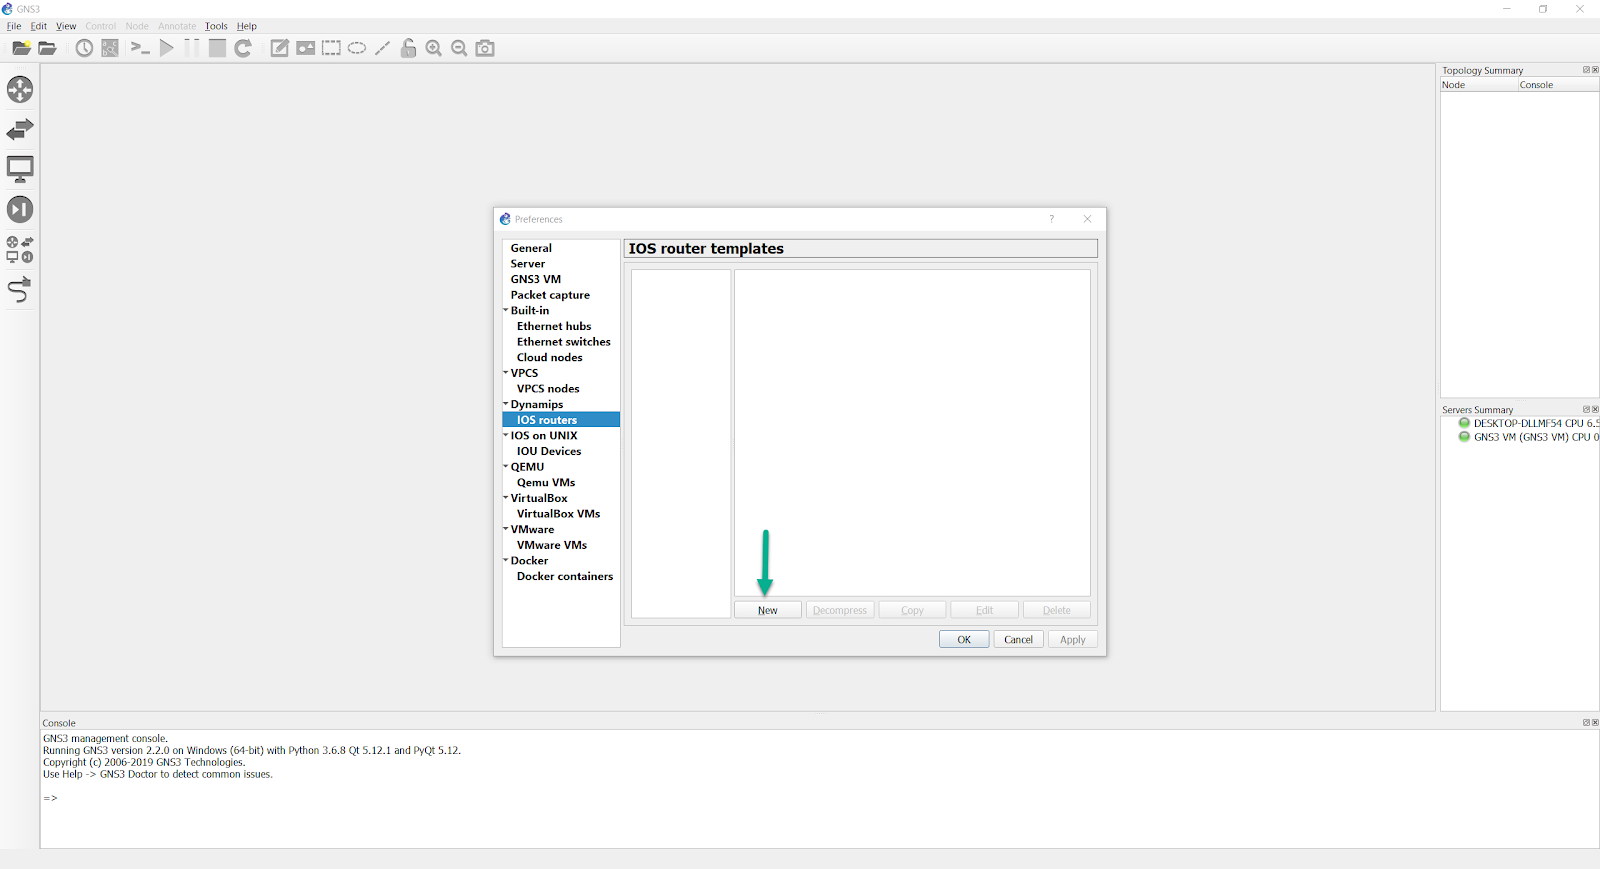 GNS3
File Edit View Control Node Annotate Tools Help
Topology Summary
Node Console
Preferences ?
General
Server
GNS3 VM
Packet capture
Built-in
Ethernet hubs
Ethernet switches
Cloud nodes
VPCS
VPCS nodes
Dynamips
IOS routers
IOS on UNIX
IOU Devices
QEMU
Qemu VMs
VirtualBox
VirtualBox VMs
VMware
VMware VMs
Docker
Docker containers
IOS router templates
New Decompress Copy Edit Delete
OK Cancel Apply
Servers Summary
DESKTOP-DLLMF54 CPU 6.5
GNS3 VM (GNS3 VM) CPU 0
Console
GNS3 management console.
Running GNS3 version 2.2.0 on Windows (64-bit) with Python 3.6.8 Qt 5.12.1 and PyQt 5.12.
Copyright (c) 2006-2019 GNS3 Technologies.
Use Help -> GNS3 Doctor to detect common issues.
=>